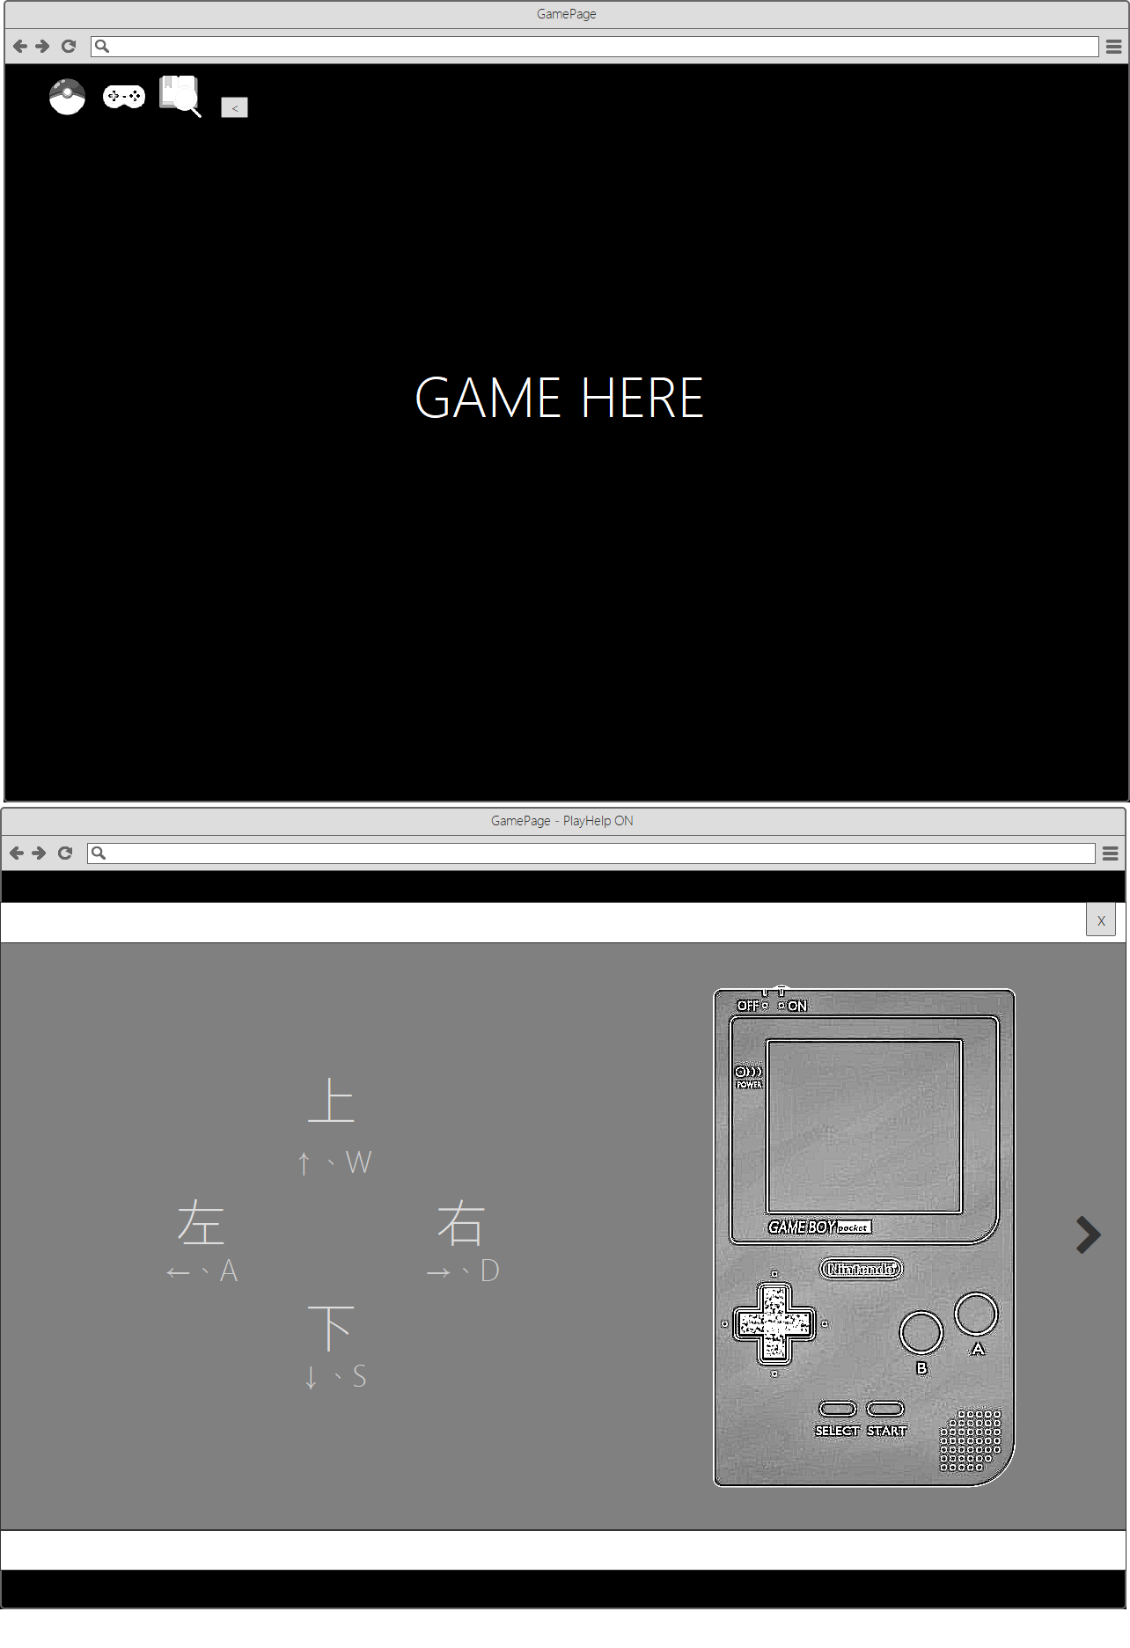 GamePage
<
GAME HERE
GamePage - PlayHelp ON
X
OFF ON
POWER
上
↑、W
左 右
←、A →、D
GAME BOY pocket
Nintendo
下
↓、S
A
B
SELECT START